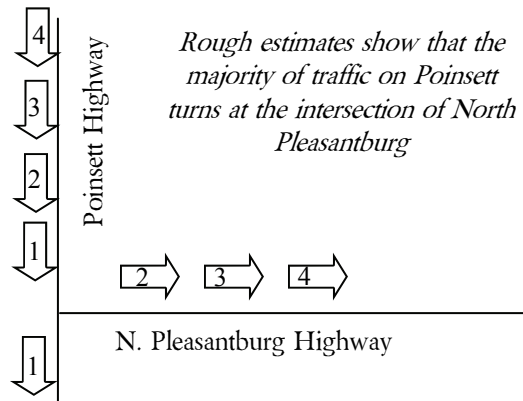 4
Rough estimates show that the
majority of traffic on Poinsett
turns at the intersection of North
Pleasantburg
3
Poinsett Highway
2
1
2 3 4
N. Pleasantburg Highway
1